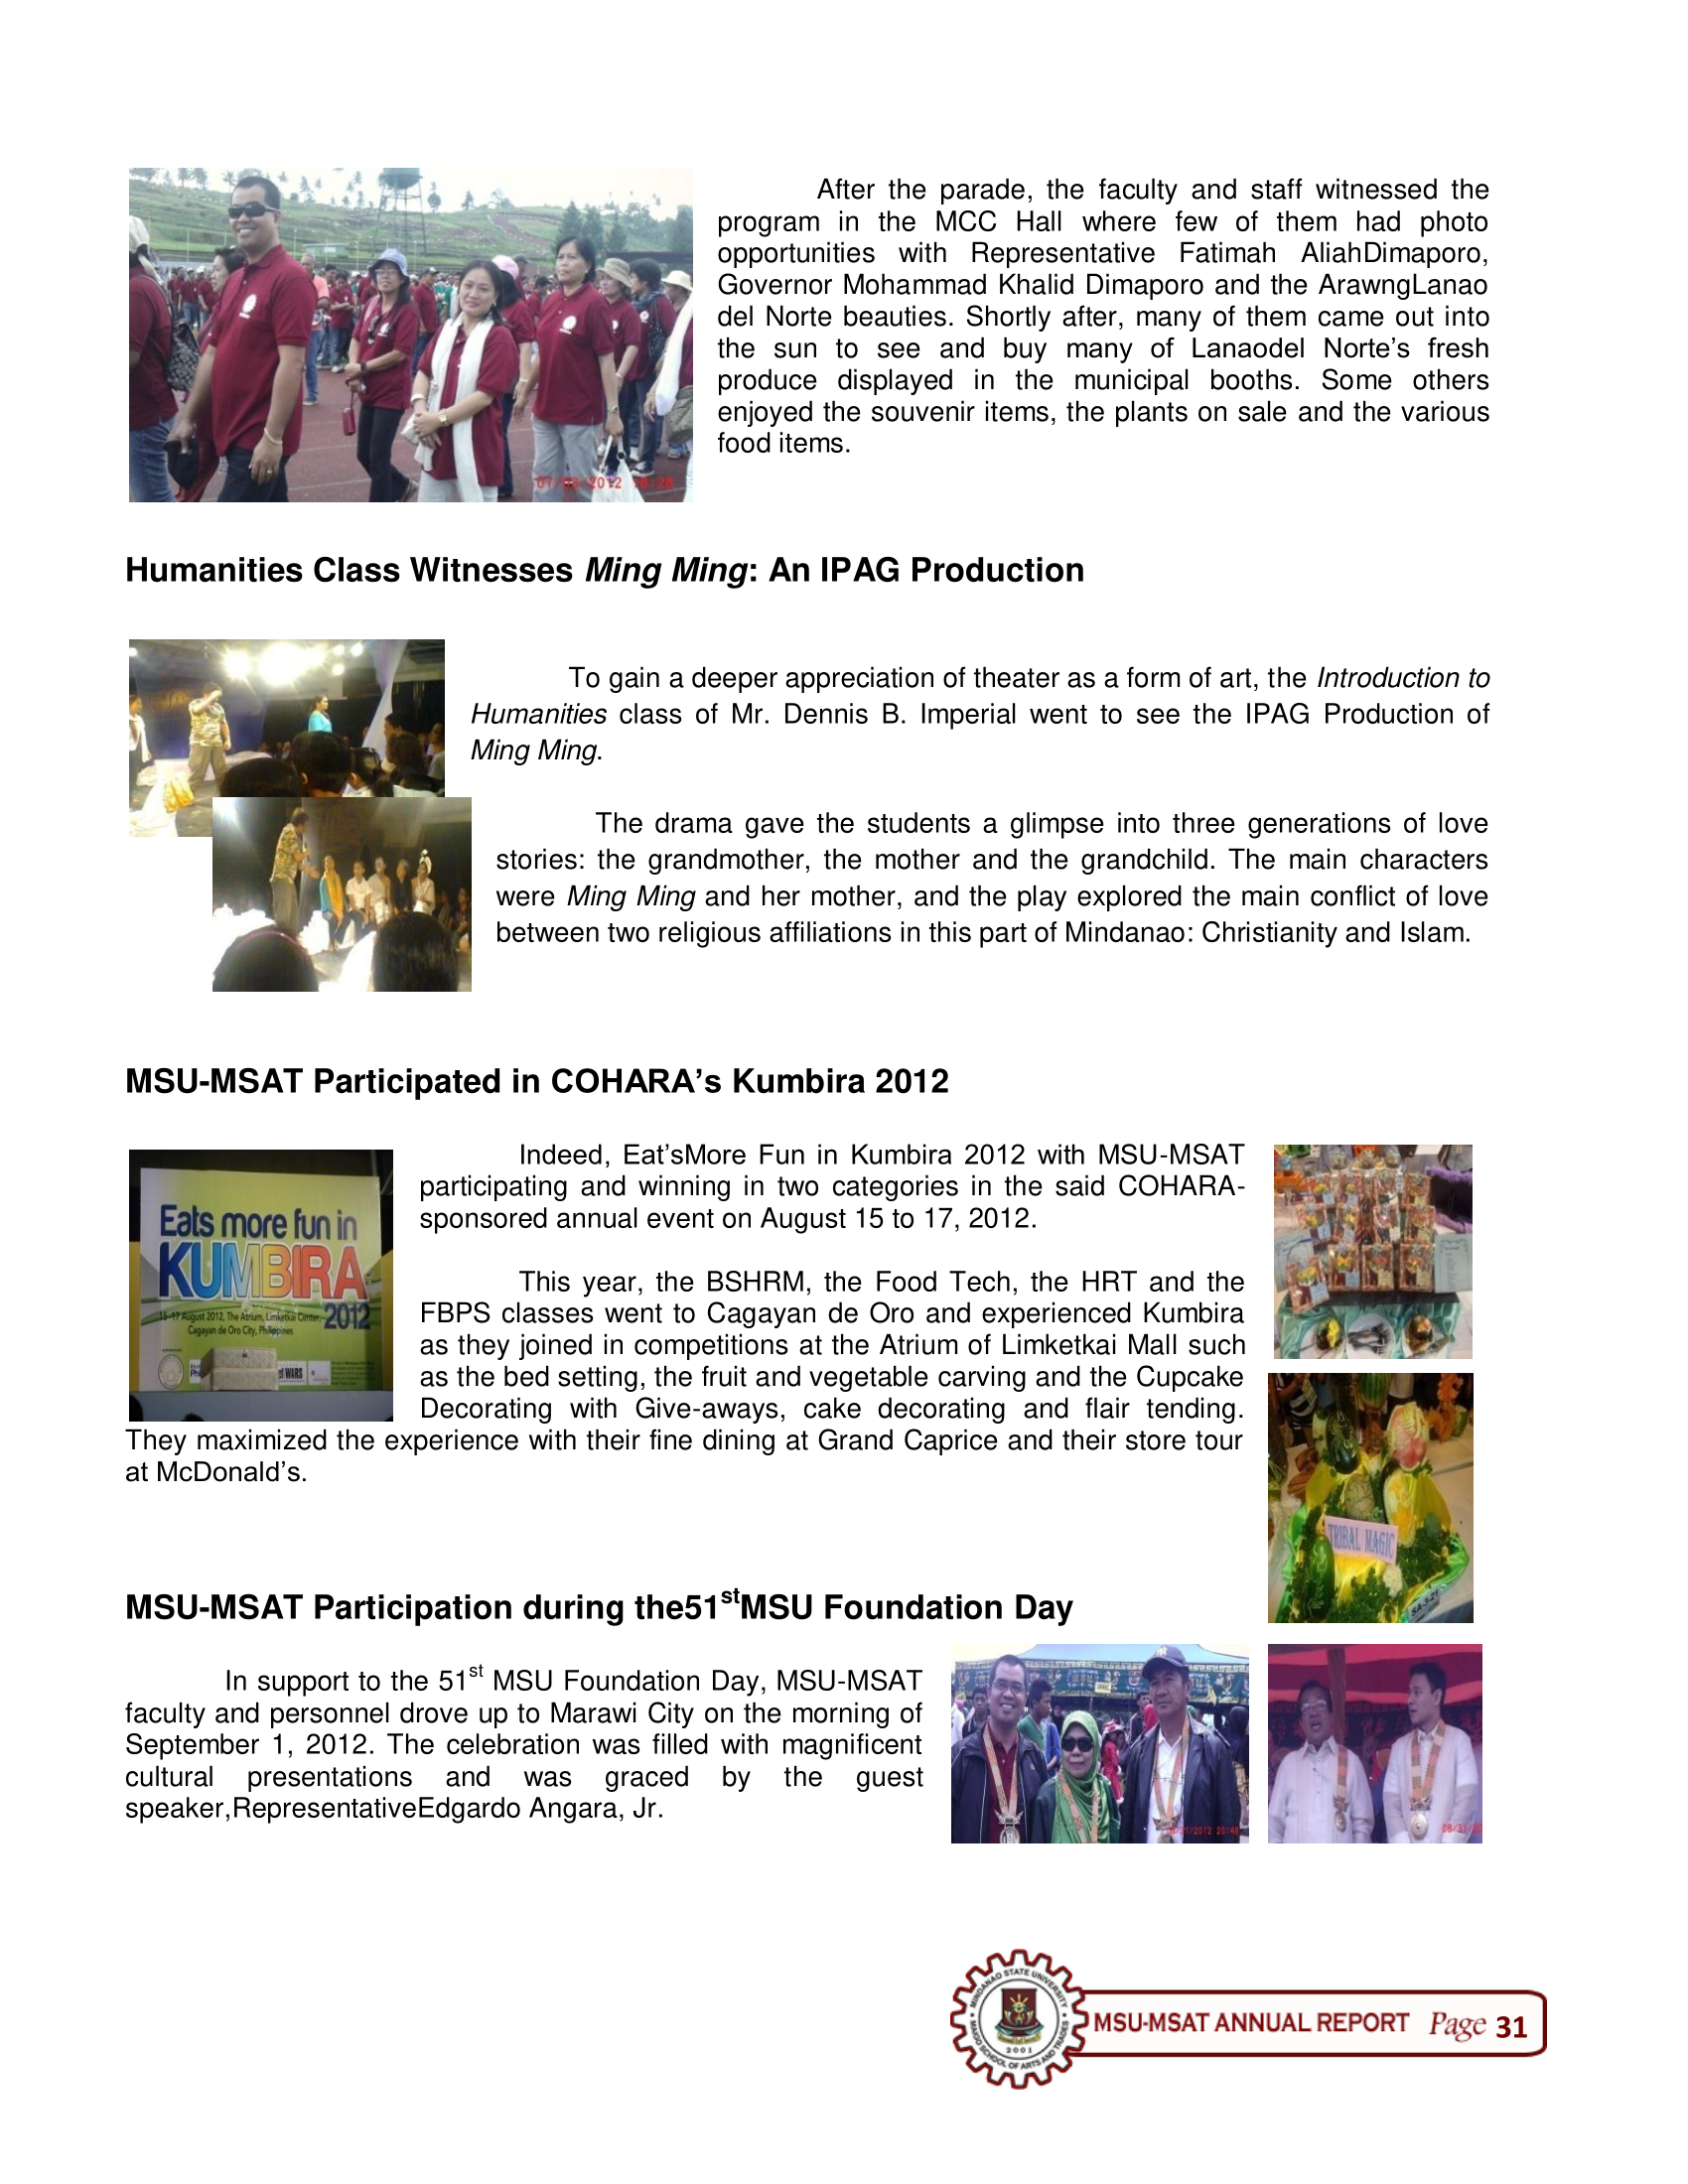 After the parade, the faculty and staff witnessed the
program in the MCC Hall where few of them had photo
opportunities with Representative Fatimah AliahDimaporo,
Governor Mohammad Khalid Dimaporo and the ArawngLanao
del Norte beauties. Shortly after, many of them came out into
the sun to see and buy many of Lanaodel Norte’s fresh
produce displayed in the municipal booths. Some others
enjoyed the souvenir items, the plants on sale and the various
food items.
2012
Humanities Class Witnesses Ming Ming: An IPAG Production
To gain a deeper appreciation of theater as a form of art, the Introduction to
Humanities class of Mr. Dennis B. Imperial went to see the IPAG Production of
Ming Ming.
The drama gave the students a glimpse into three generations of love
stories: the grandmother, the mother and the grandchild. The main characters
were Ming Ming and her mother, and the play explored the main conflict of love
between two religious affiliations in this part of Mindanao: Christianity and Islam.
MSU-MSAT Participated in COHARA’s Kumbira 2012
Eats more fun in
KUMBIRA
2012
15-17 August 2012, The Atrium, Limketkai Center,
Cagayan de Oro City, Philippines
WARS
Indeed, Eat’sMore Fun in Kumbira 2012 with MSU-MSAT
participating and winning in two categories in the said COHARA-
sponsored annual event on August 15 to 17, 2012.
This year, the BSHRM, the Food Tech, the HRT and the
FBPS classes went to Cagayan de Oro and experienced Kumbira
as they joined in competitions at the Atrium of Limketkai Mall such
as the bed setting, the fruit and vegetable carving and the Cupcake
Decorating with Give-aways, cake decorating and flair tending.
They maximized the experience with their fine dining at Grand Caprice and their store tour
at McDonald’s.
TRIBAL MAGIC
MSU-MSAT Participation during the51stMSU Foundation Day
In support to the 51st MSU Foundation Day, MSU-MSAT
faculty and personnel drove up to Marawi City on the morning of
September 1, 2012. The celebration was filled with magnificent
cultural presentations and was graced by the guest
speaker,RepresentativeEdgardo Angara, Jr.
MINDANAO STATE UNIVERSITY
MAIGO SCHOOL OF ARTS AND TRADES
2001
MSU-MSAT ANNUAL REPORT Page 31